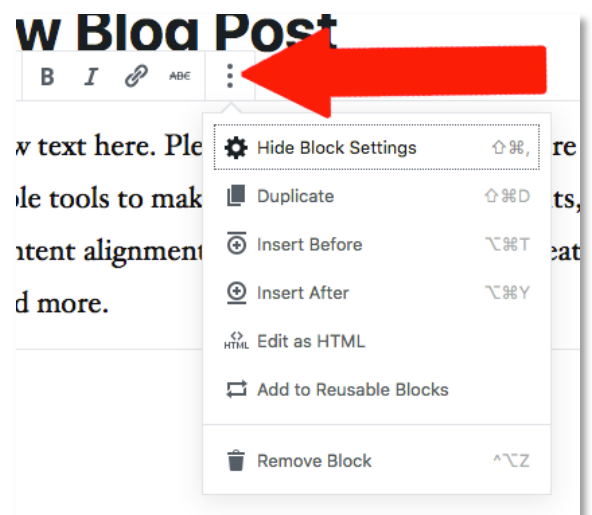 w Blog Post
B I ABC
w text here. Ple re
ble tools to mak ts,
ntent alignment eat
d more.
Hide Block Settings ⇧⌘,
Duplicate ⇧⌘D
Insert Before ⌥⌘T
Insert After ⌥⌘Y
HTML Edit as HTML
Add to Reusable Blocks
Remove Block ^⌥Z